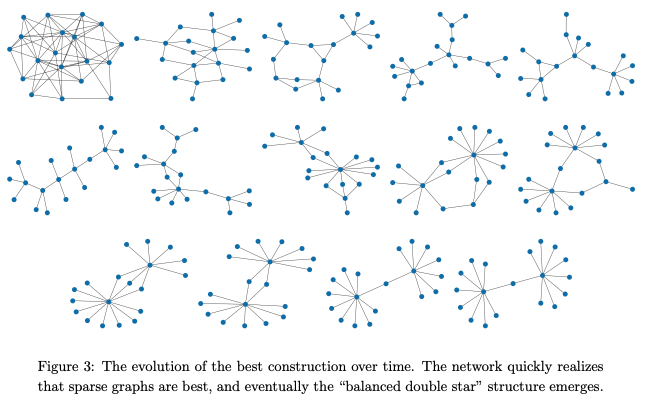 Figure 3: The evolution of the best construction over time. The network quickly realizes
that sparse graphs are best, and eventually the “balanced double star” structure emerges.